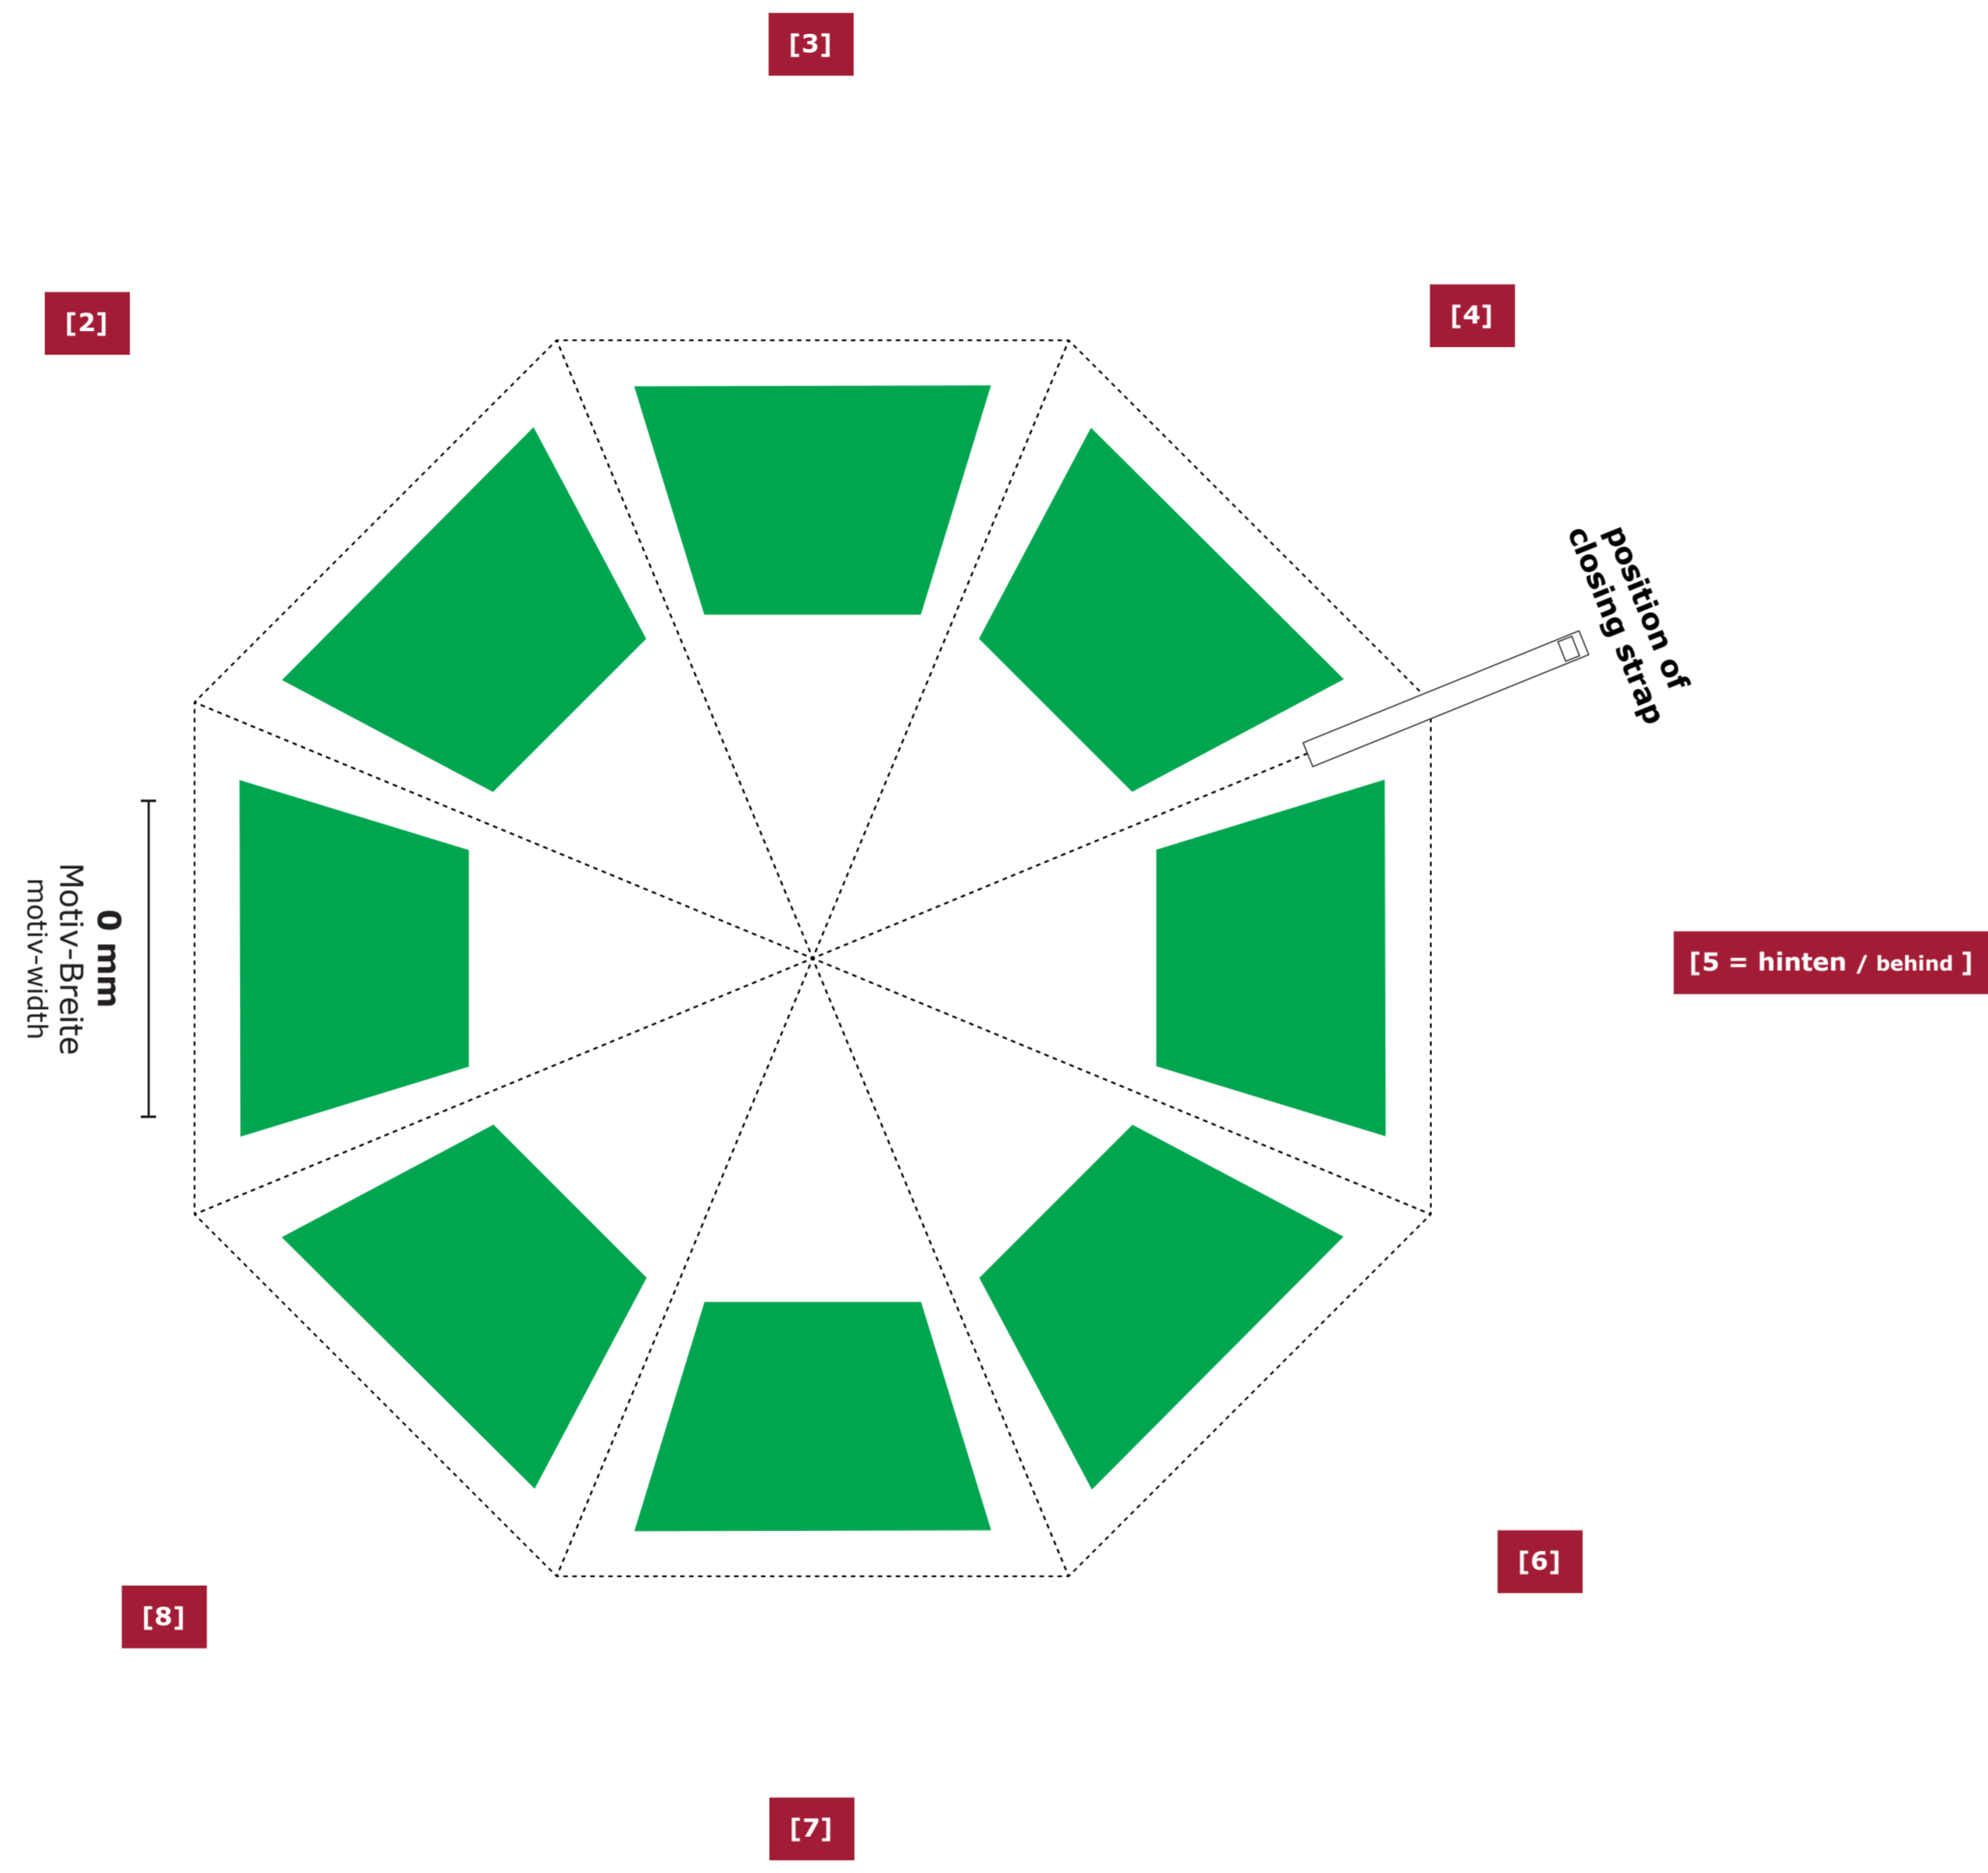 [3]
[2]
[4]
position of
closing strap
0 mm
Motiv-Breite
motiv-width
[5 = hinten / behind ]
[6]
[8]
[7]